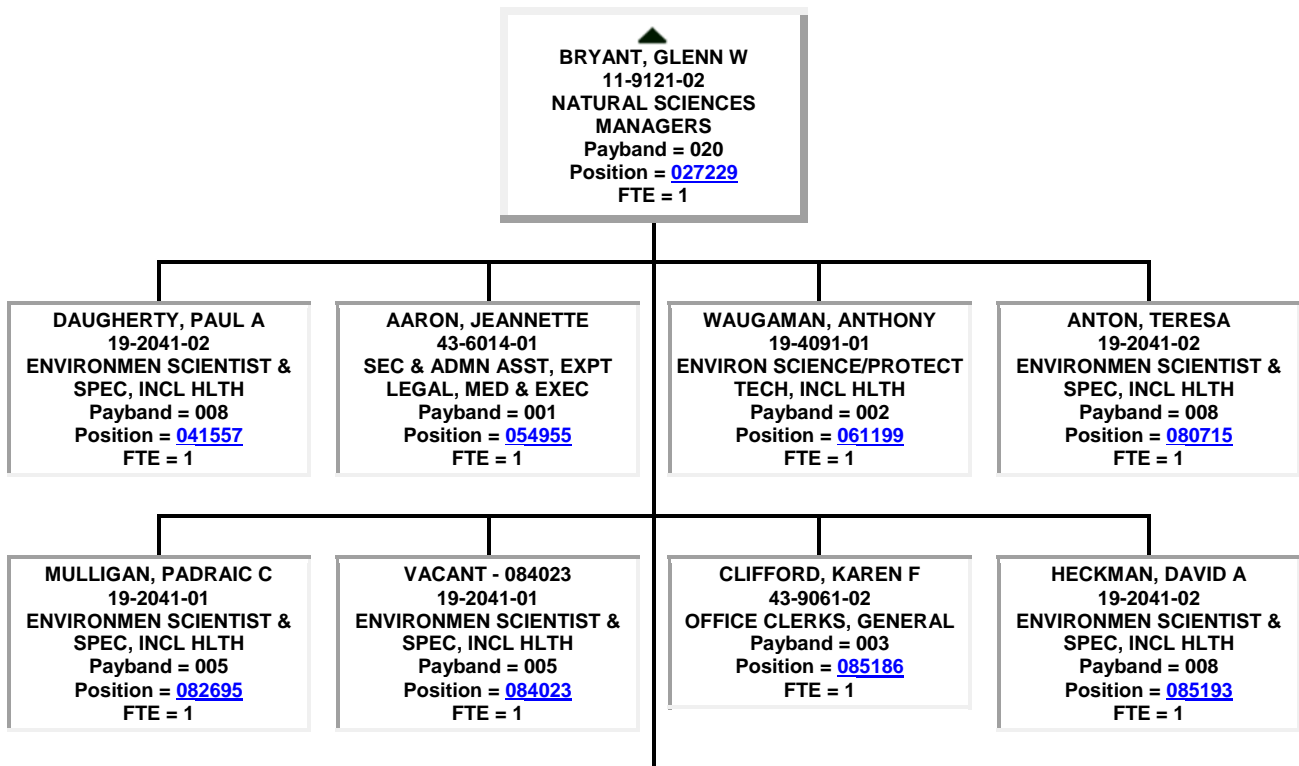 BRYANT, GLENN W
11-9121-02
NATURAL SCIENCES
MANAGERS
Payband = 020
Position = 027229
FTE = 1
DAUGHERTY, PAUL A
19-2041-02
ENVIRONMEN SCIENTIST &
SPEC, INCL HLTH
Payband = 008
Position = 041557
FTE = 1
AARON, JEANNETTE
43-6014-01
SEC & ADMN ASST, EXPT
LEGAL, MED & EXEC
Payband = 001
Position = 054955
FTE = 1
WAUGAMAN, ANTHONY
19-4091-01
ENVIRON SCIENCE/PROTECT
TECH, INCL HLTH
Payband = 002
Position = 061199
FTE = 1
ANTON, TERESA
19-2041-02
ENVIRONMEN SCIENTIST &
SPEC, INCL HLTH
Payband = 008
Position = 080715
FTE = 1
MULLIGAN, PADRAIC C
19-2041-01
ENVIRONMEN SCIENTIST &
SPEC, INCL HLTH
Payband = 005
Position = 082695
FTE = 1
VACANT - 084023
19-2041-01
ENVIRONMEN SCIENTIST &
SPEC, INCL HLTH
Payband = 005
Position = 084023
FTE = 1
CLIFFORD, KAREN F
43-9061-02
OFFICE CLERKS, GENERAL
Payband = 003
Position = 085186
FTE = 1
HECKMAN, DAVID A
19-2041-02
ENVIRONMEN SCIENTIST &
SPEC, INCL HLTH
Payband = 008
Position = 085193
FTE = 1